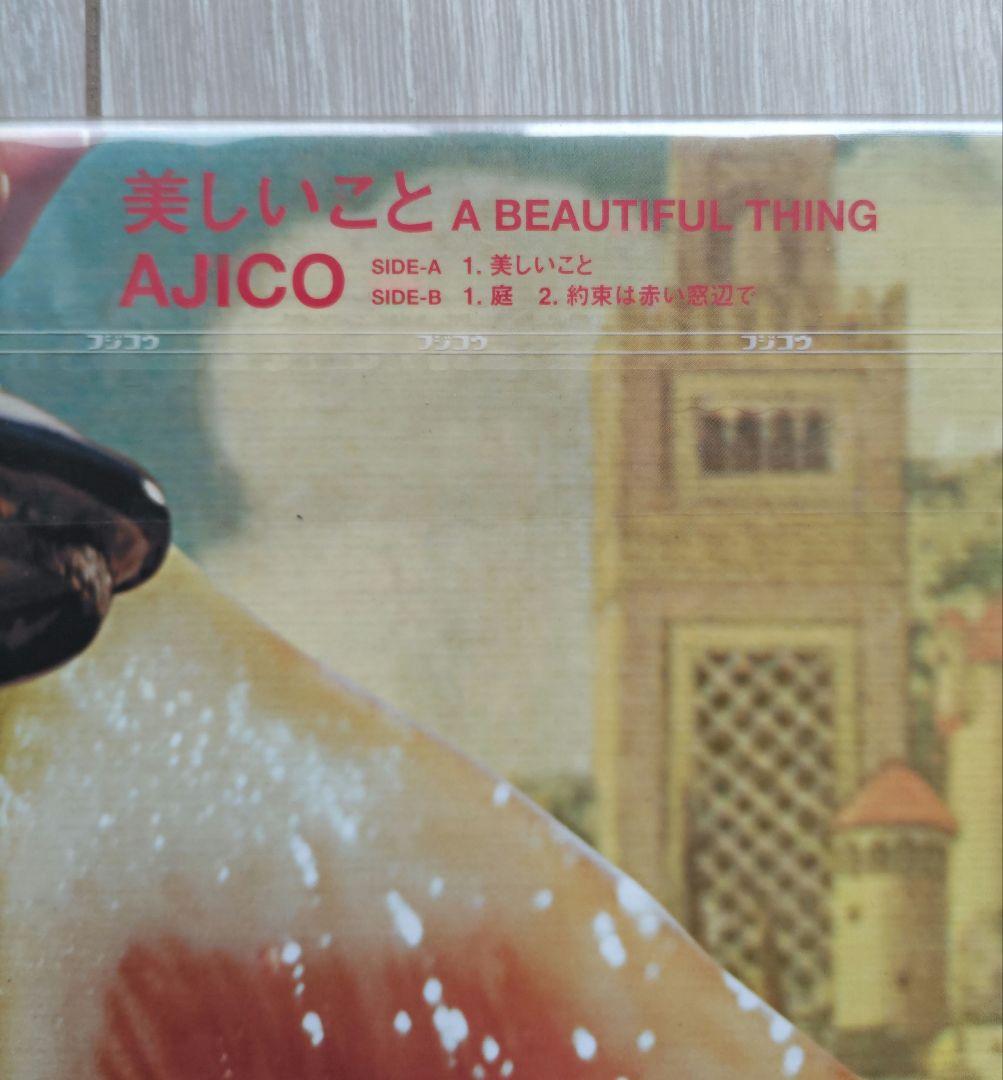 美しいこと A BEAUTIFUL THING
AJICO SIDE-A 1. 美しいこと
SIDE-B 1. 庭 2. 約束は赤い窓辺で
フジコウ フジコウ フジコウ